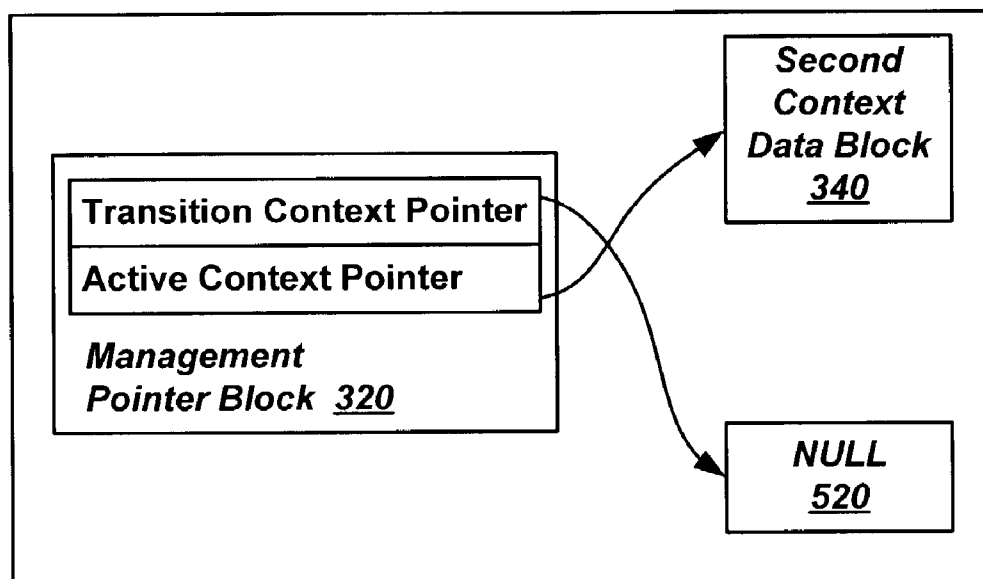 Second
Context
Data Block
340
Transition Context Pointer
Active Context Pointer
Management
Pointer Block 320
NULL
520